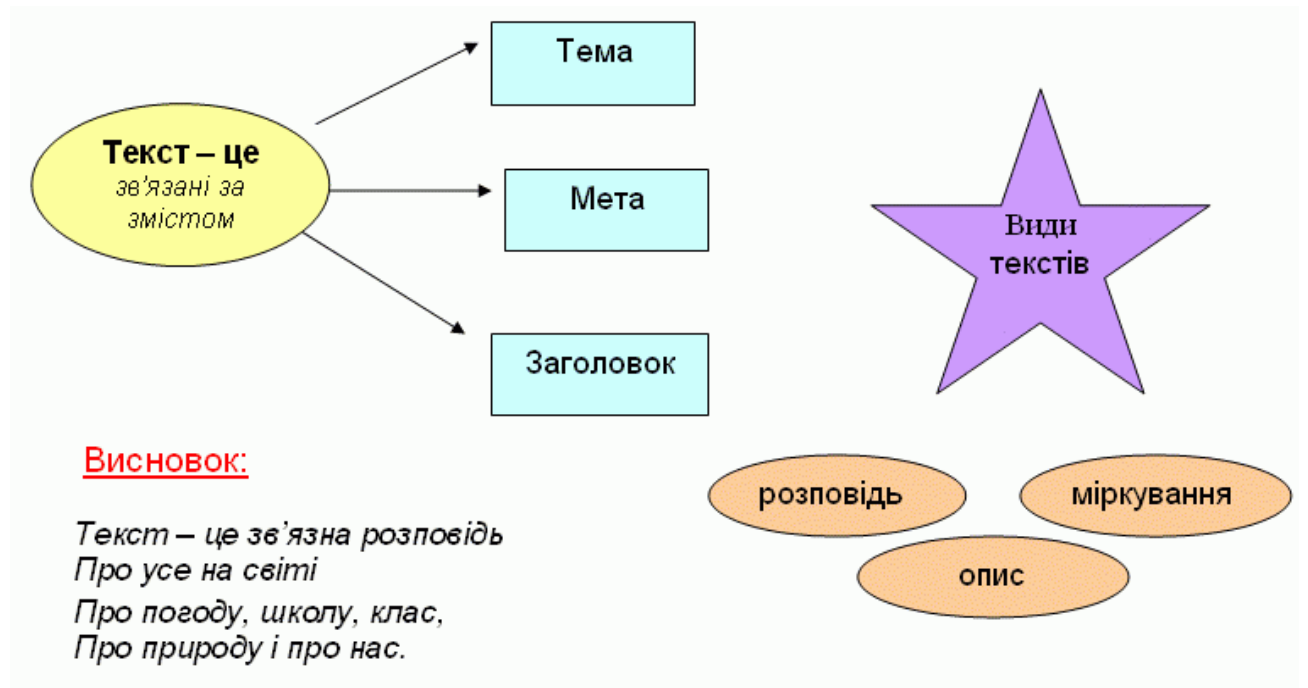 Текст – це
зв'язані за
змістом
Тема
Мета
Заголовок
Види
текстів
розповідь
міркування
опис
Висновок:
Текст – це зв’язна розповідь
Про усе на світі
Про погоду, школу, клас,
Про природу і про нас.